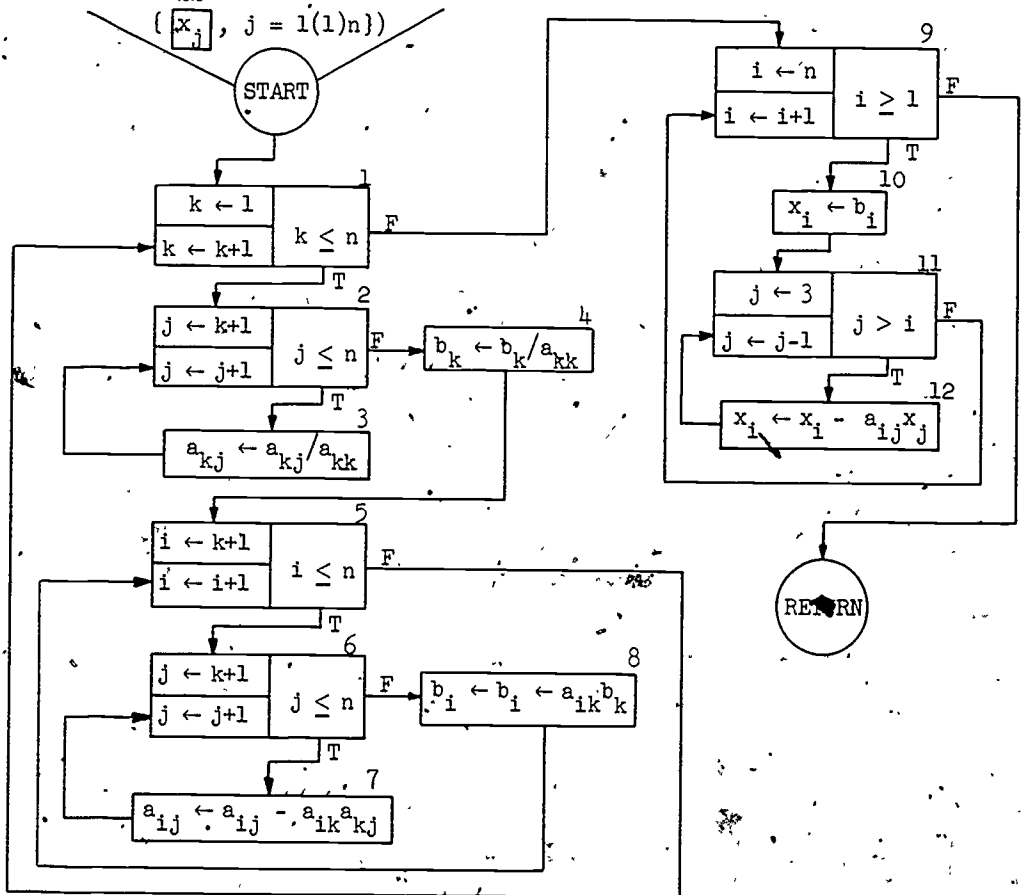 { x_j , j = 1(1)n})
START
1
k ← 1
k ← k+1
k ≤ n
F
T
2
j ← k+1
j ← j+1
j ≤ n
F
T
3
a_kj ← a_kj/a_kk
4
b_k ← b_k/a_kk
5
i ← k+1
i ← i+1
i ≤ n
F
T
6
j ← k+1
j ← j+1
j ≤ n
F
T
7
a_ij ← a_ij - a_ik a_kj
8
b_i ← b_i ← a_ik b_k
9
i ← n
i ← i+1
i ≥ 1
F
T
10
x_i ← b_i
11
j ← 3
j ← j-1
j > i
F
T
12
x_i ← x_i - a_ij x_j
RETURN